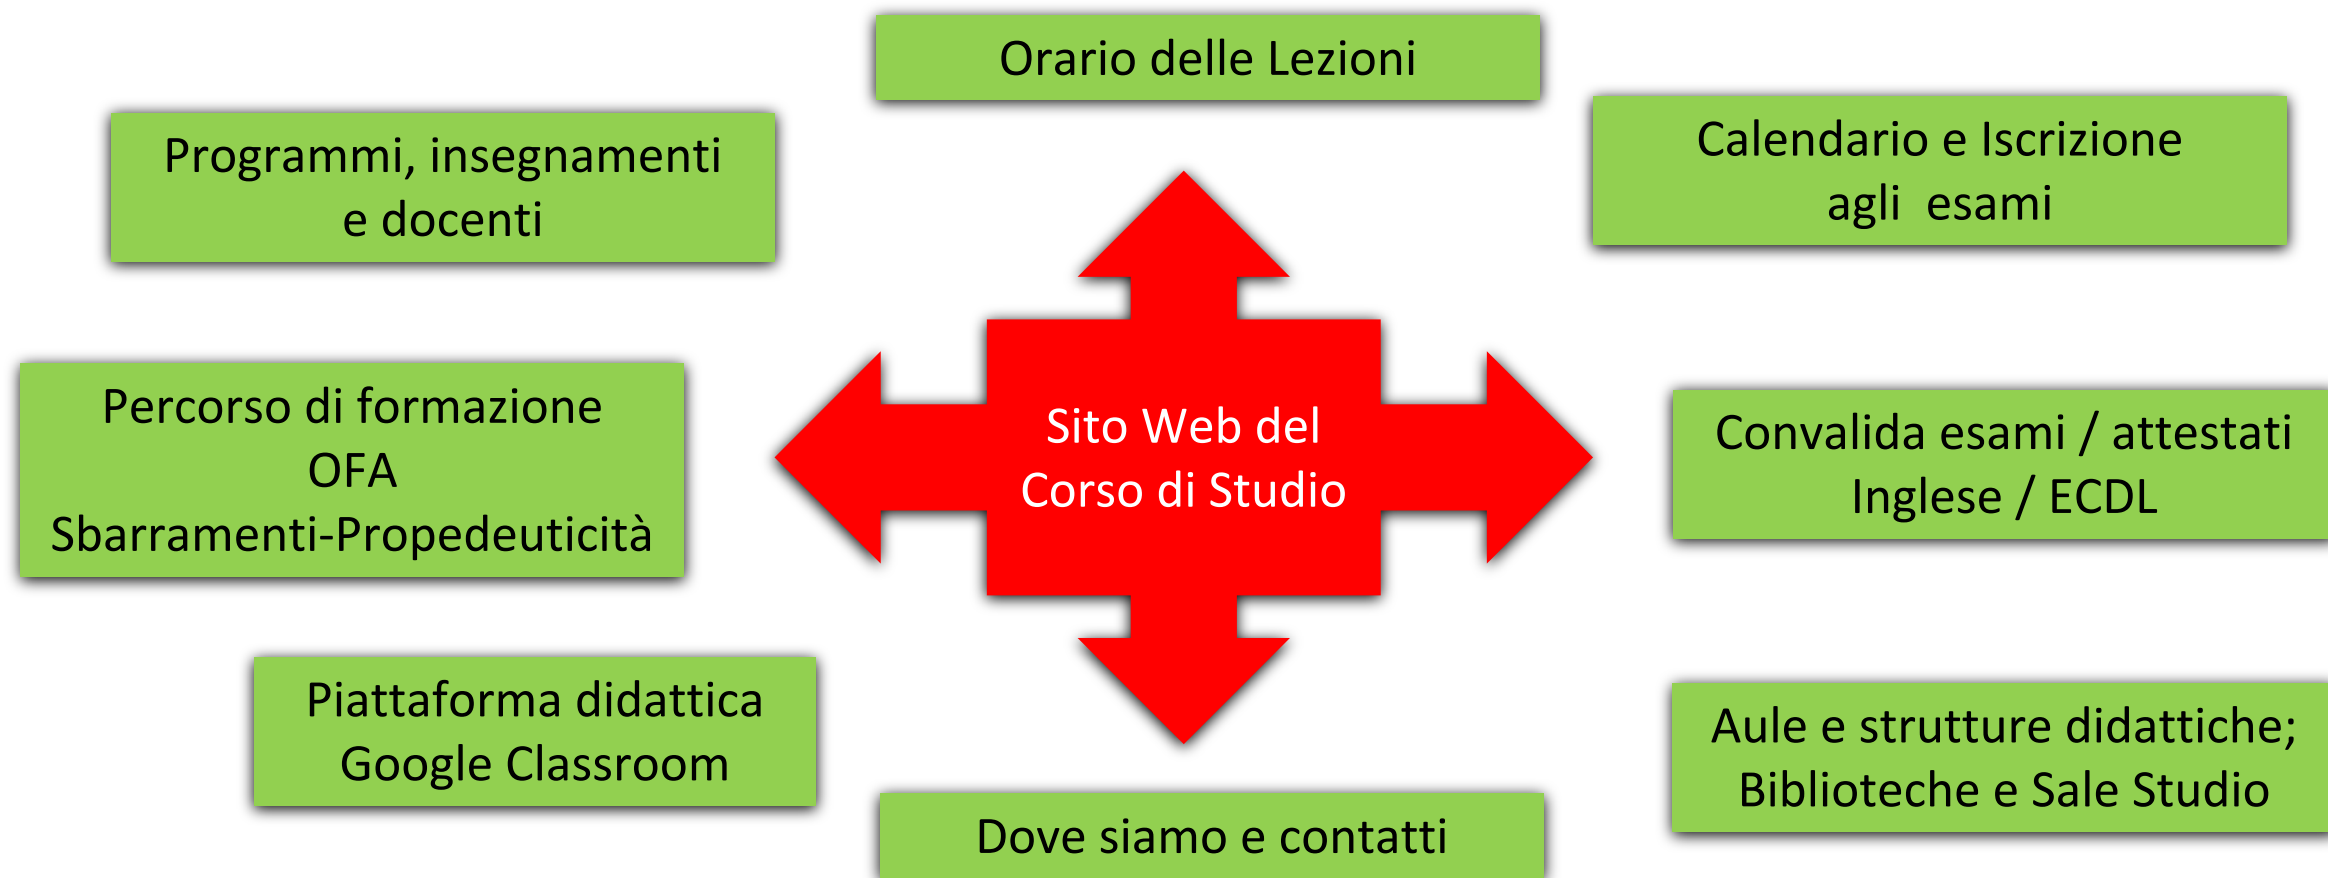 Orario delle Lezioni
Programmi, insegnamenti
e docenti
Calendario e Iscrizione
agli  esami
Percorso di formazione
OFA
Sbarramenti-Propedeuticità
Sito Web del
Corso di Studio
Convalida esami / attestati
Inglese / ECDL
Piattaforma didattica
Google Classroom
Aule e strutture didattiche;
Biblioteche e Sale Studio
Dove siamo e contatti